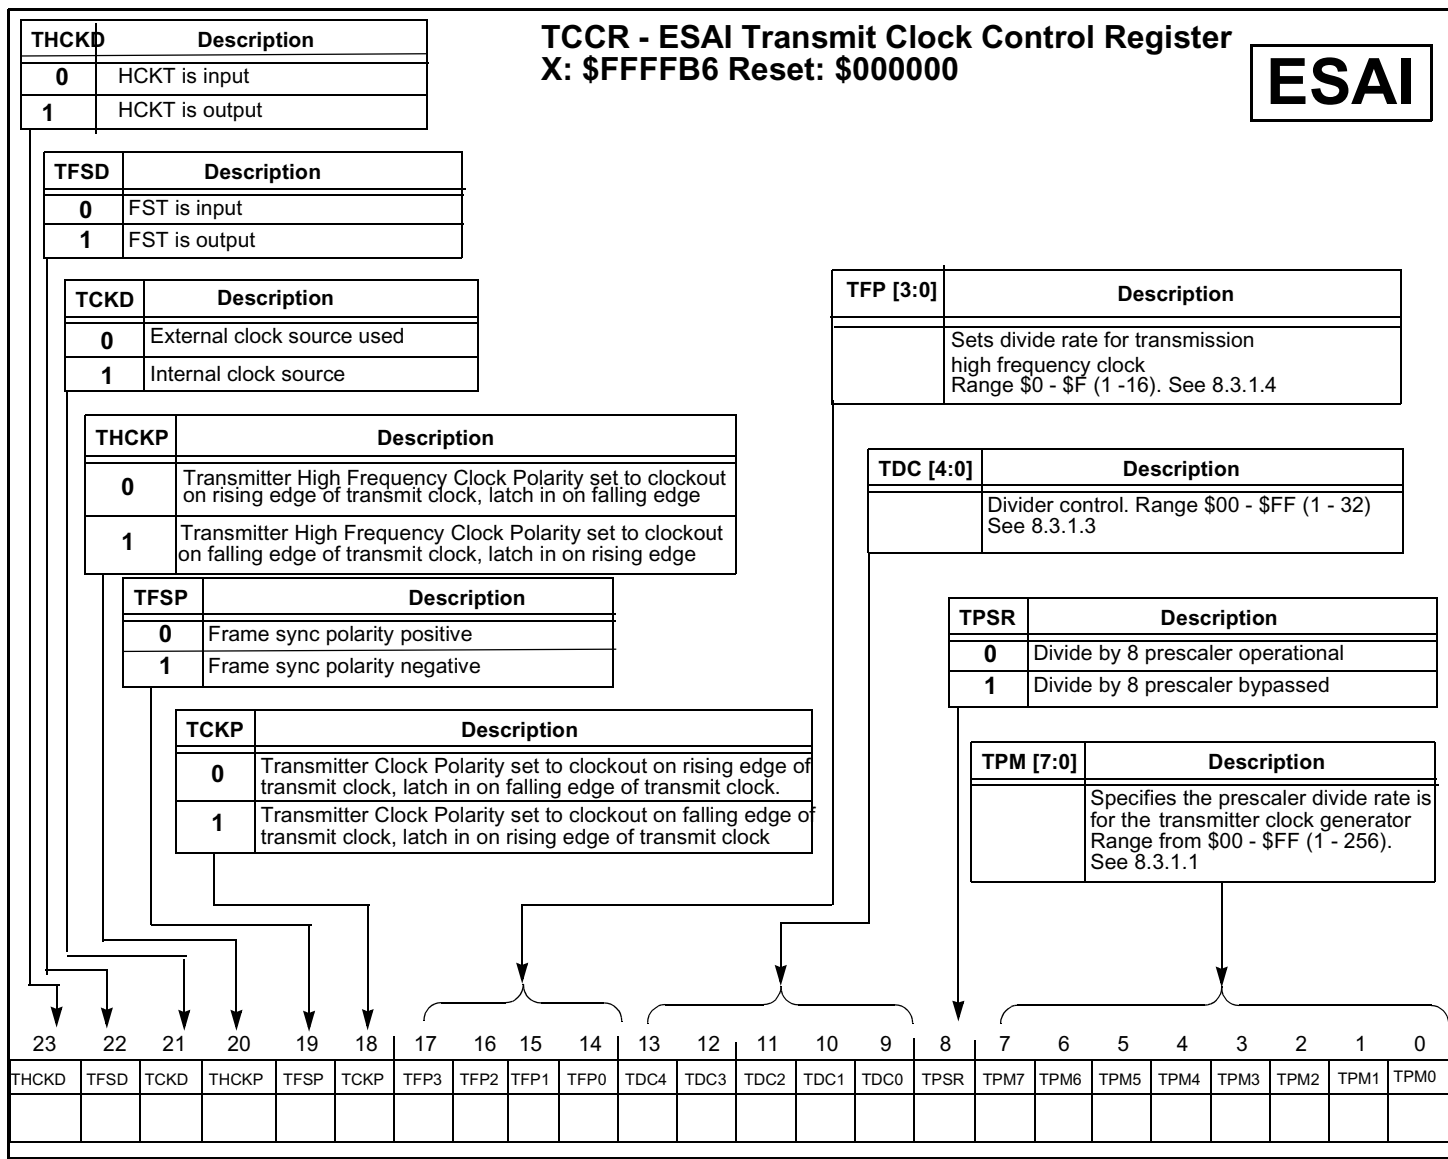 TCCR - ESAI Transmit Clock Control Register
X: $FFFFB6 Reset: $000000
ESAI
THCKD Description
0 HCKT is input
1 HCKT is output
TFSD Description
0 FST is input
1 FST is output
TCKD Description
0 External clock source used
1 Internal clock source
THCKP Description
0 Transmitter High Frequency Clock Polarity set to clockout
on rising edge of transmit clock, latch in on falling edge
1 Transmitter High Frequency Clock Polarity set to clockout
on falling edge of transmit clock, latch in on rising edge
TFSP Description
0 Frame sync polarity positive
1 Frame sync polarity negative
TCKP Description
0 Transmitter Clock Polarity set to clockout on rising edge of
transmit clock, latch in on falling edge of transmit clock.
1 Transmitter Clock Polarity set to clockout on falling edge of
transmit clock, latch in on rising edge of transmit clock
TFP [3:0] Description
Sets divide rate for transmission
high frequency clock
Range $0 - $F (1 -16). See 8.3.1.4
TDC [4:0] Description
Divider control. Range $00 - $FF (1 - 32)
See 8.3.1.3
TPSR Description
0 Divide by 8 prescaler operational
1 Divide by 8 prescaler bypassed
TPM [7:0] Description
Specifies the prescaler divide rate is
for the transmitter clock generator
Range from $00 - $FF (1 - 256).
See 8.3.1.1
23 22 21 20 19 18 17 16 15 14 13 12 11 10 9 8 7 6 5 4 3 2 1 0
THCKD TFSD TCKD THCKP TFSP TCKP TFP3 TFP2 TFP1 TFP0 TDC4 TDC3 TDC2 TDC1 TDC0 TPSR TPM7 TPM6 TPM5 TPM4 TPM3 TPM2 TPM1 TPM0